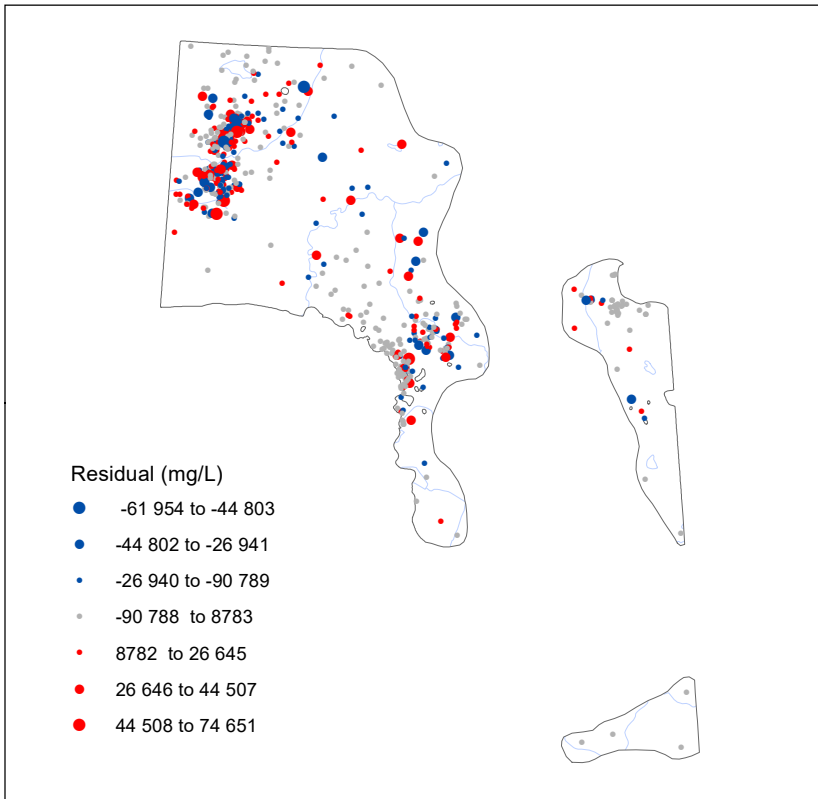 Residual (mg/L)
-61 954 to -44 803
-44 802 to -26 941
-26 940 to -90 789
-90 788 to 8783
8782 to 26 645
26 646 to 44 507
44 508 to 74 651